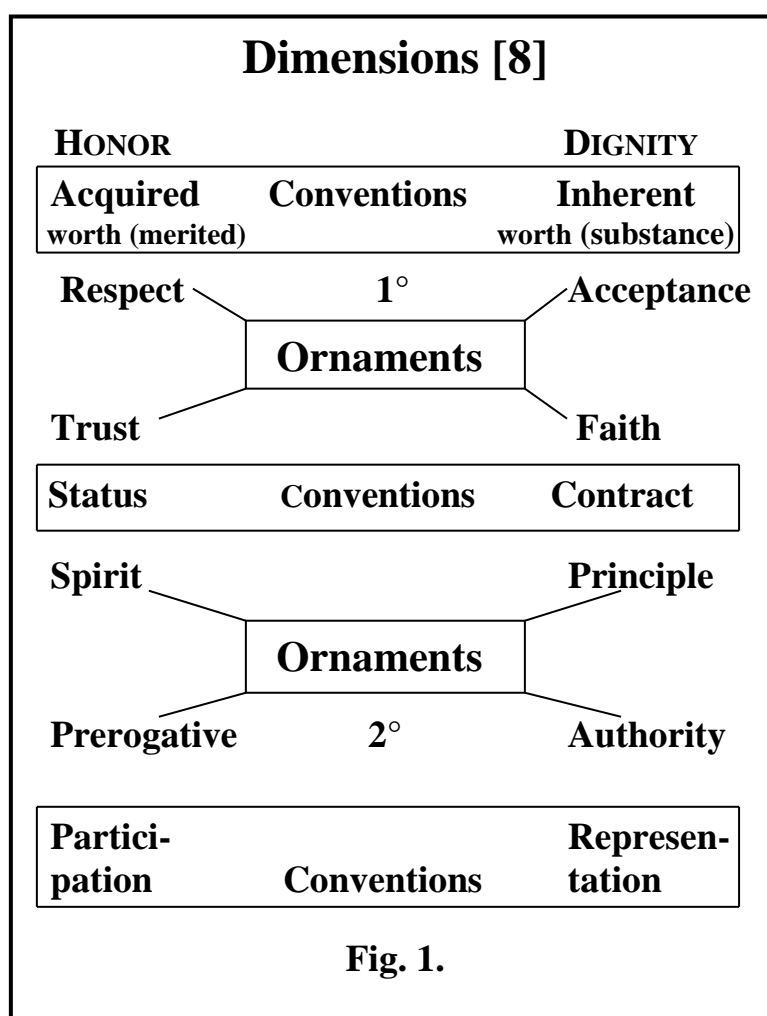 Dimensions [8]
HONOR DIGNITY
Acquired Conventions Inherent
worth (merited) worth (substance)
Respect 1° Acceptance
Ornaments
Trust Faith
Status Conventions Contract
Spirit Principle
Ornaments
Prerogative 2° Authority
Partici- Represen-
pation Conventions tation
Fig. 1.